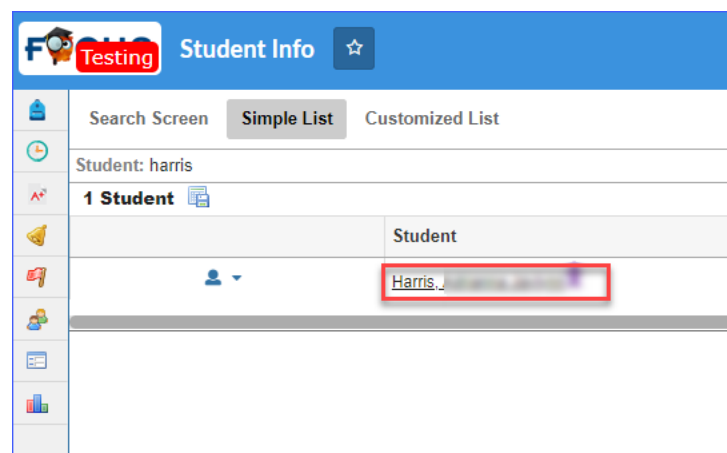 Testing
Student Info
Search Screen Simple List Customized List
Student: harris
1 Student
Student
Harris,